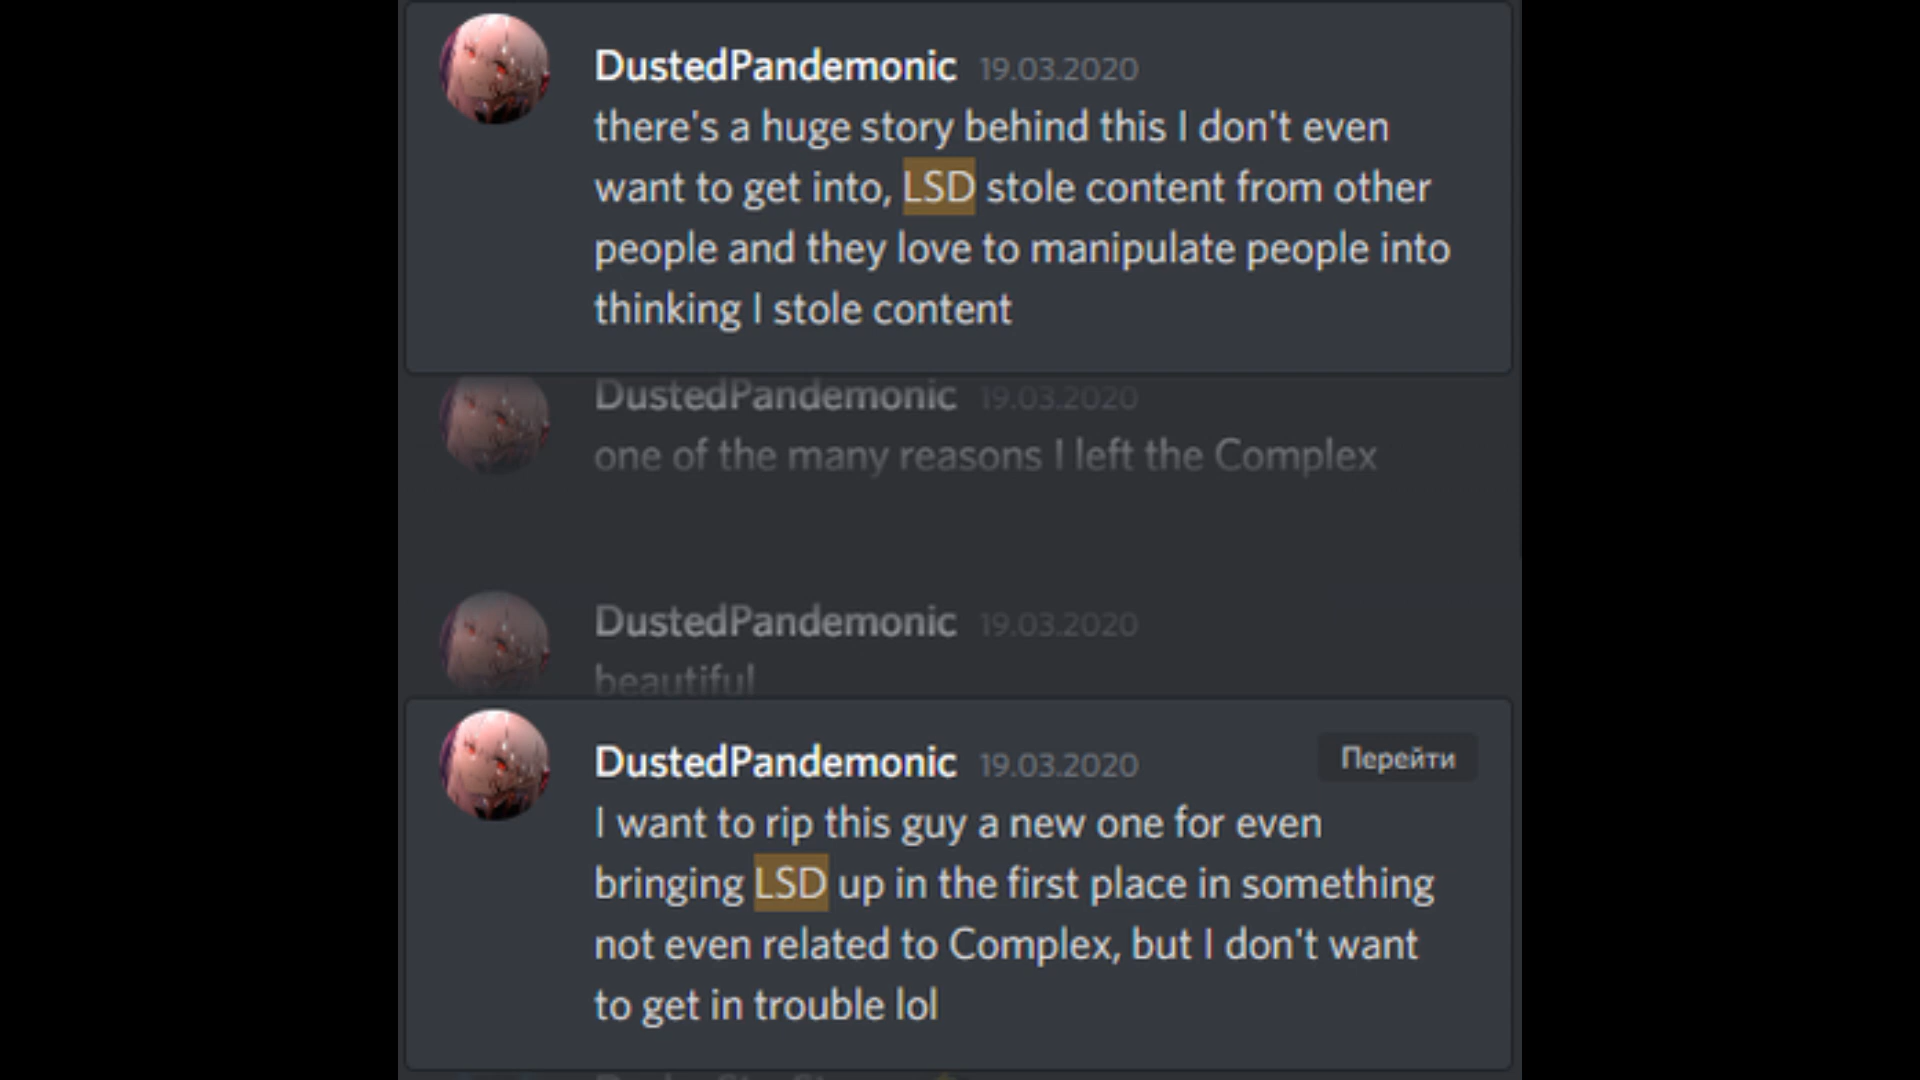 DustedPandemonic 19.03.2020
there's a huge story behind this I don't even
want to get into, LSD stole content from other
people and they love to manipulate people into
thinking I stole content
DustedPandemonic 19.03.2020
one of the many reasons I left the Complex
DustedPandemonic 19.03.2020
beautiful
DustedPandemonic 19.03.2020 Перейти
I want to rip this guy a new one for even
bringing LSD up in the first place in something
not even related to Complex, but I don't want
to get in trouble lol